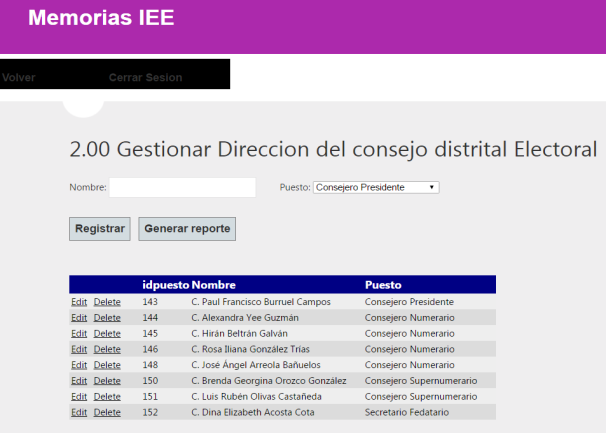 Memorias IEE
Volver Cerrar Sesion
2.00 Gestionar Direccion del consejo distrital Electoral
Nombre: Puesto: Consejero Presidente
Registrar Generar reporte
idpuesto Nombre Puesto
Edit Delete 143 C. Paul Francisco Burruel Campos Consejero Presidente
Edit Delete 144 C. Alexandra Yee Guzmán Consejero Numerario
Edit Delete 145 C. Hirán Beltrán Galván Consejero Numerario
Edit Delete 146 C. Rosa Iliana González Trías Consejero Numerario
Edit Delete 148 C. José Ángel Arreola Bañuelos Consejero Numerario
Edit Delete 150 C. Brenda Georgina Orozco González Consejero Supernumerario
Edit Delete 151 C. Luis Rubén Olivas Castañeda Consejero Supernumerario
Edit Delete 152 C. Dina Elizabeth Acosta Cota Secretario Fedatario